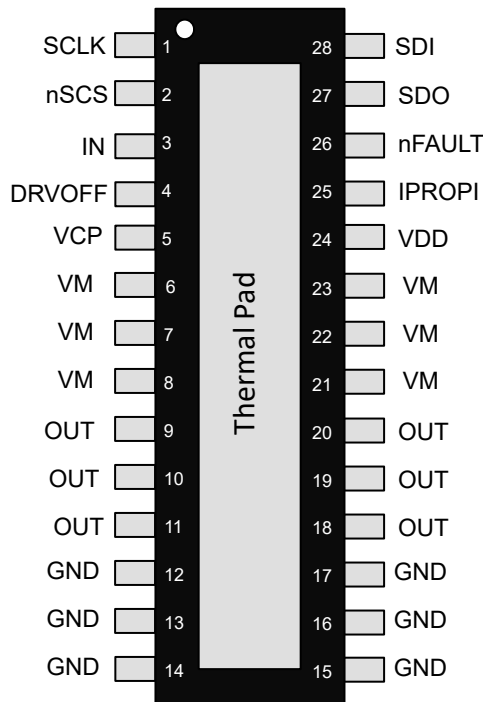 SCLK 1 28 SDI
nSCS 2 27 SDO
IN 3 26 nFAULT
DRVOFF 4 25 IPROPI
VCP 5 24 VDD
VM 6 23 VM
VM 7 22 VM
VM 8 21 VM
OUT 9 20 OUT
OUT 10 19 OUT
OUT 11 18 OUT
GND 12 17 GND
GND 13 16 GND
GND 14 15 GND
Thermal Pad